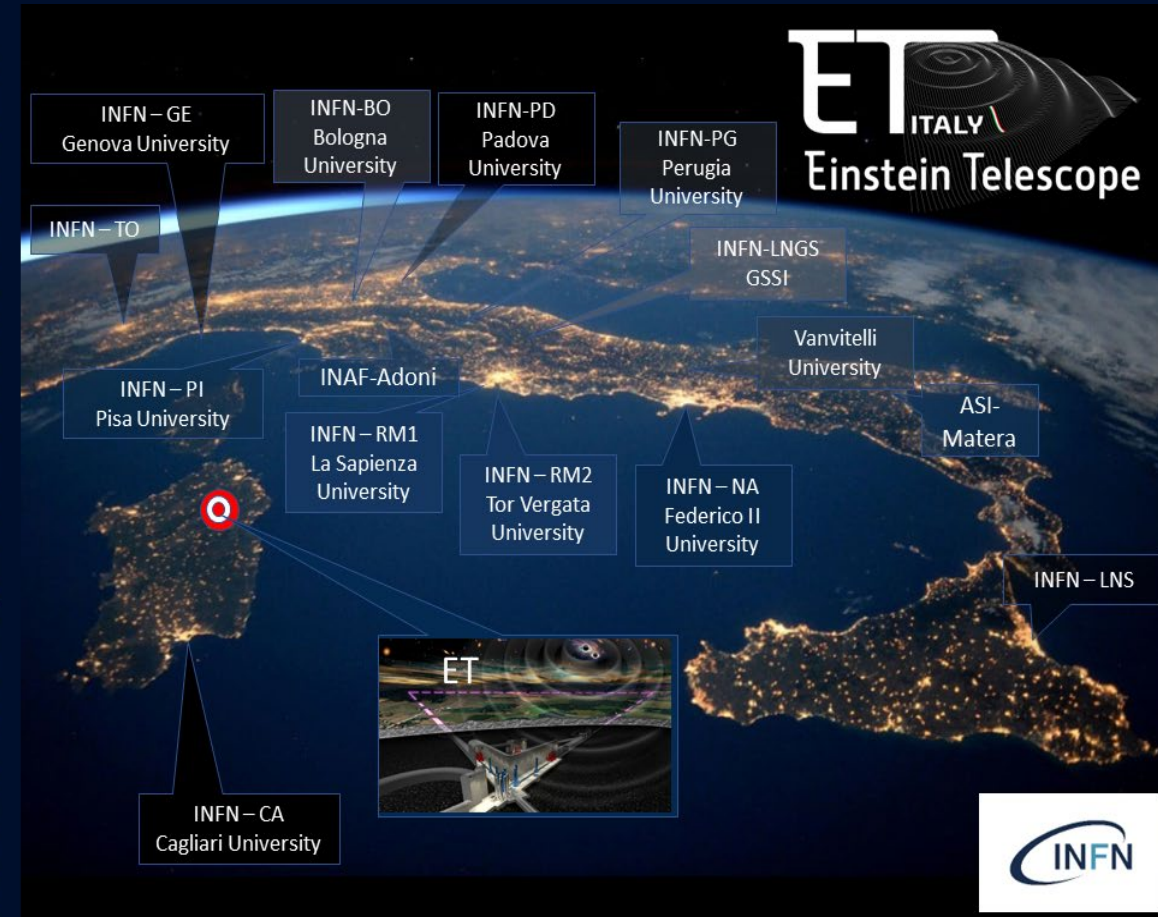 ET
ITALY
Einstein Telescope
INFN – GE
Genova University
INFN-BO
Bologna
University
INFN-PD
Padova
University
INFN-PG
Perugia
University
INFN – TO
INFN-LNGS
GSSI
Vanvitelli
University
INFN – PI
Pisa University
INAF-Adoni
ASI-
Matera
INFN – RM1
La Sapienza
University
INFN – RM2
Tor Vergata
University
INFN – NA
Federico II
University
INFN – LNS
ET
INFN – CA
Cagliari University
INFN